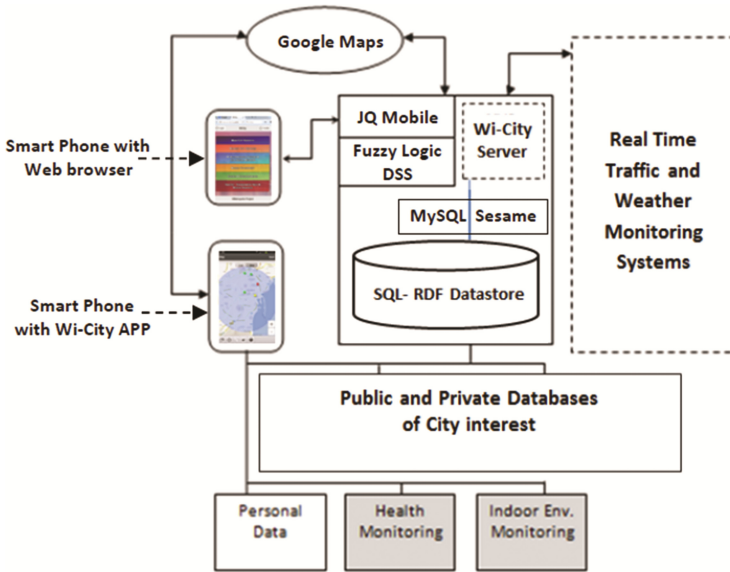 Google Maps
JQ Mobile
Fuzzy Logic
DSS
Wi-City
Server
Real Time
Traffic and
Weather
Monitoring
Systems
Smart Phone with
Web browser
MySQL Sesame
SQL- RDF Datastore
Smart Phone
with Wi-City APP
Public and Private Databases
of City interest
Personal
Data
Health
Monitoring
Indoor Env.
Monitoring